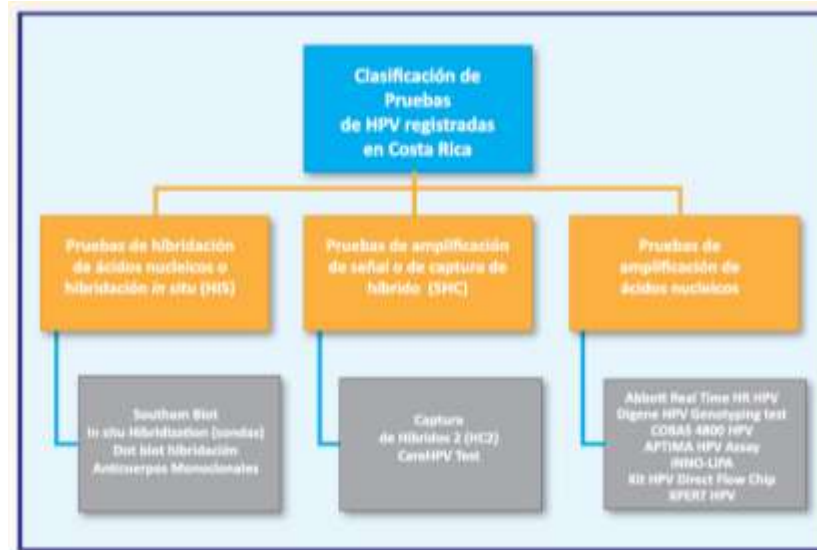 Clasificación de
Pruebas
de HPV registradas
en Costa Rica
Pruebas de hibridación
de ácidos nucleicos o
hibridación in situ (HIS)
Pruebas de amplificación
de señal o de captura de
híbrido (SHC)
Pruebas de
amplificación de
ácidos nucleicos
Southern Blot
In situ Hibridization (sondas)
Dot blot hibridación
Anticuerpos Monoclonales
Captura
de Híbridos 2 (HC2)
CareHPV Test
Abbott Real Time HR HPV
Digene HPV Genotyping test
COBAS 4800 HPV
APTIMA HPV Assay
INNO-LIPA
Kit HPV Direct Flow Chip
XPERT HPV